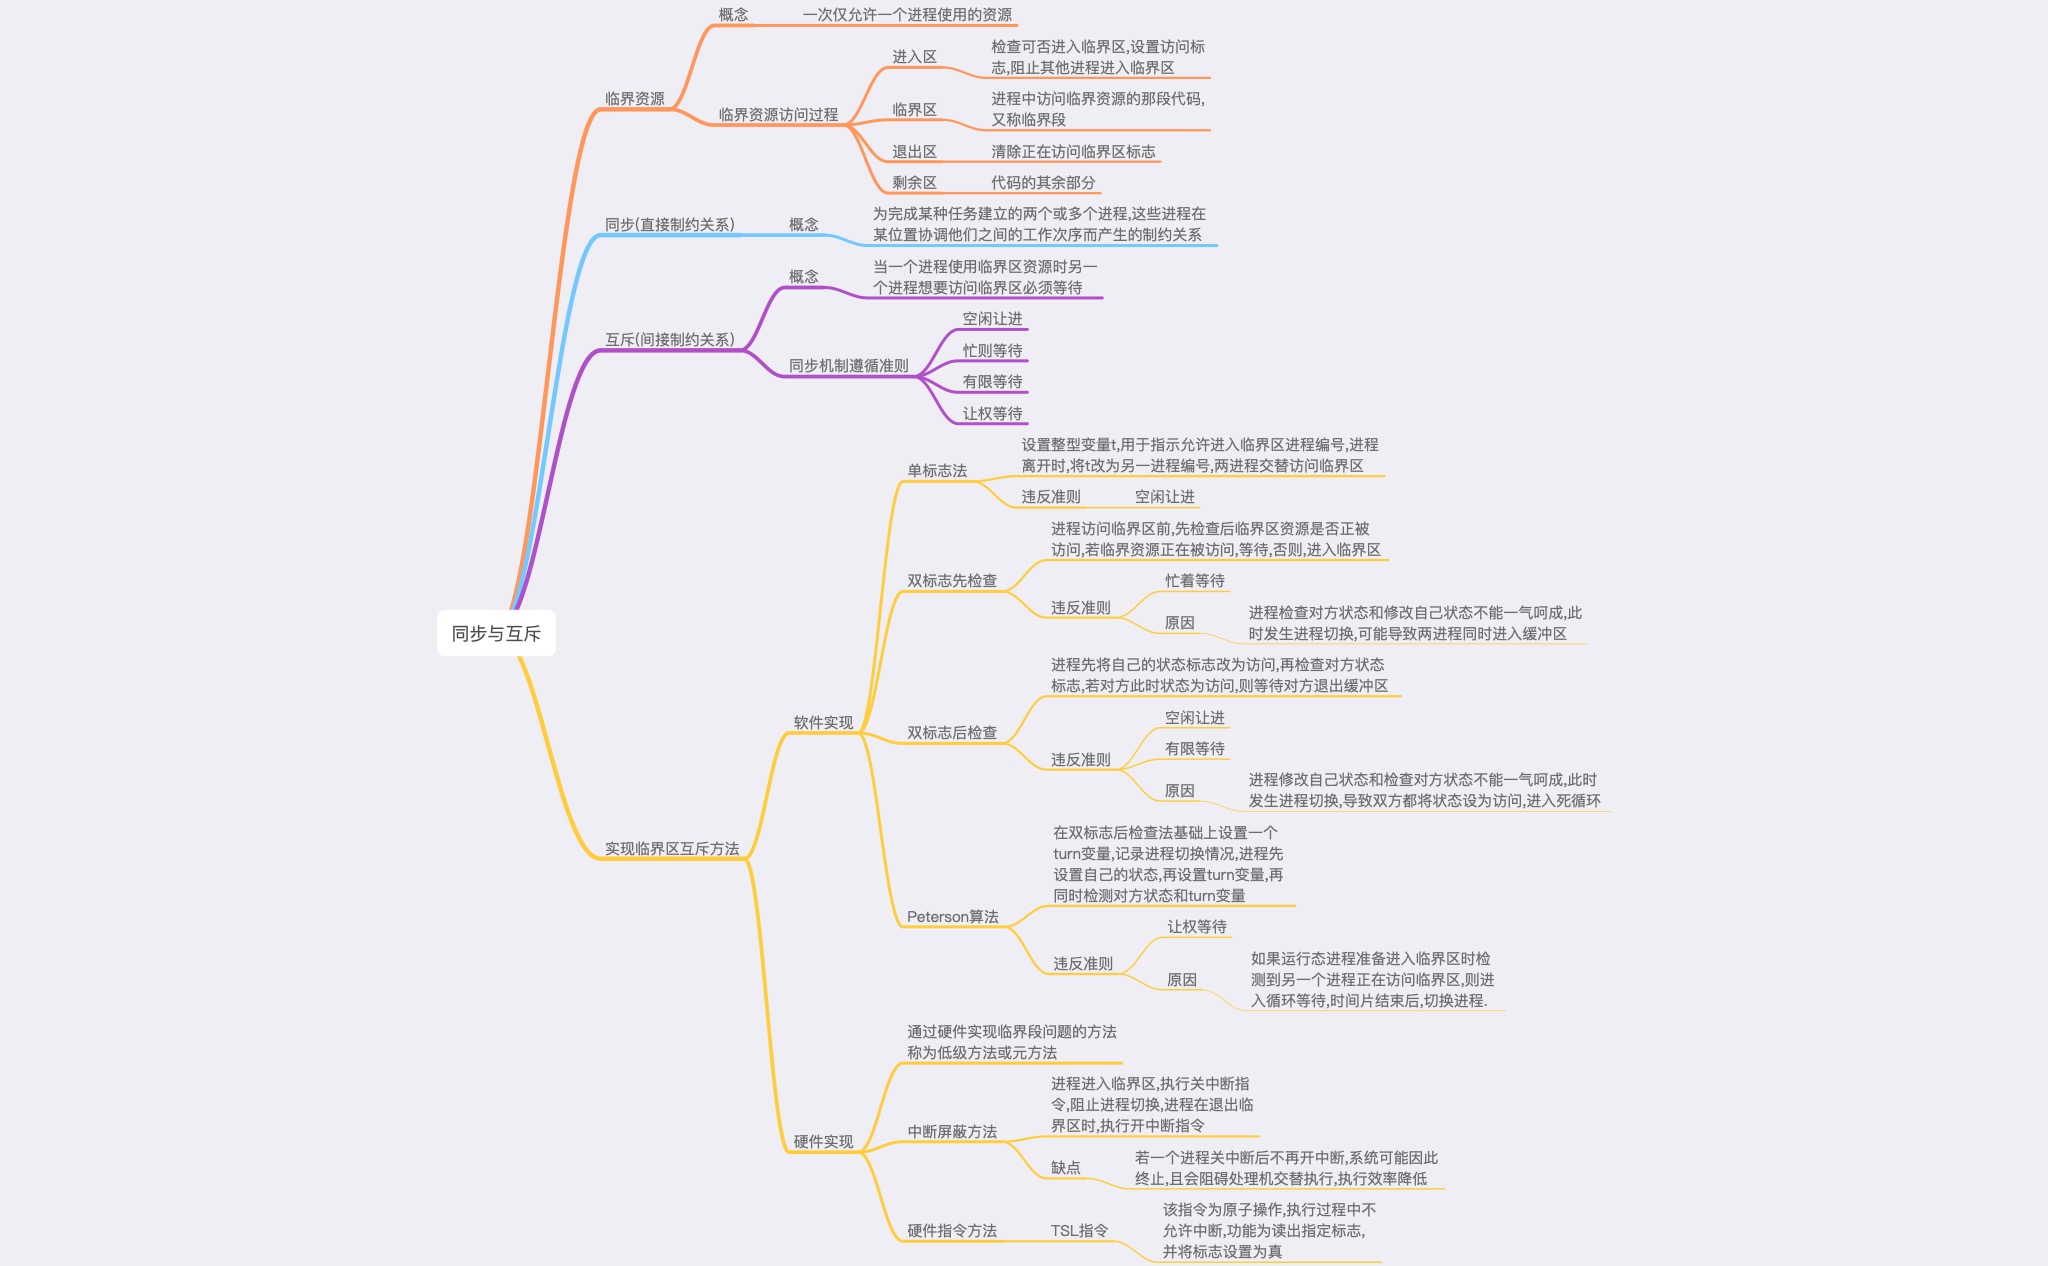 同步与互斥
临界资源
概念
一次仅允许一个进程使用的资源
临界资源访问过程
进入区
检查可否进入临界区,设置访问标
志,阻止其他进程进入临界区
临界区
进程中访问临界资源的那段代码,
又称临界段
退出区
清除正在访问临界区标志
剩余区
代码的其余部分
同步(直接制约关系)
概念
为完成某种任务建立的两个或多个进程,这些进程在
某位置协调他们之间的工作次序而产生的制约关系
互斥(间接制约关系)
概念
当一个进程使用临界区资源时另一
个进程想要访问临界区必须等待
同步机制遵循准则
空闲让进
忙则等待
有限等待
让权等待
实现临界区互斥方法
软件实现
单标志法
设置整型变量t,用于指示允许进入临界区进程编号,进程
离开时,将t改为另一进程编号,两进程交替访问临界区
违反准则
空闲让进
双标志先检查
进程访问临界区前,先检查后临界区资源是否正被
访问,若临界资源正在被访问,等待,否则,进入临界区
违反准则
忙着等待
原因
进程检查对方状态和修改自己状态不能一气呵成,此
时发生进程切换,可能导致两进程同时进入缓冲区
双标志后检查
进程先将自己的状态标志改为访问,再检查对方状态
标志,若对方此时状态为访问,则等待对方退出缓冲区
违反准则
空闲让进
有限等待
原因
进程修改自己状态和检查对方状态不能一气呵成,此时
发生进程切换,导致双方都将状态设为访问,进入死循环
Peterson算法
在双标志后检查法基础上设置一个
turn变量,记录进程切换情况,进程先
设置自己的状态,再设置turn变量,再
同时检测对方状态和turn变量
违反准则
让权等待
原因
如果运行态进程准备进入临界区时检
测到另一个进程正在访问临界区,则进
入循环等待,时间片结束后,切换进程.
硬件实现
通过硬件实现临界段问题的方法
称为低级方法或元方法
中断屏蔽方法
进程进入临界区,执行关中断指
令,阻止进程切换,进程在退出临
界区时,执行开中断指令
缺点
若一个进程关中断后不再开中断,系统可能因此
终止,且会阻碍处理机交替执行,执行效率降低
硬件指令方法
TSL指令
该指令为原子操作,执行过程中不
允许中断,功能为读出指定标志,
并将标志设置为真